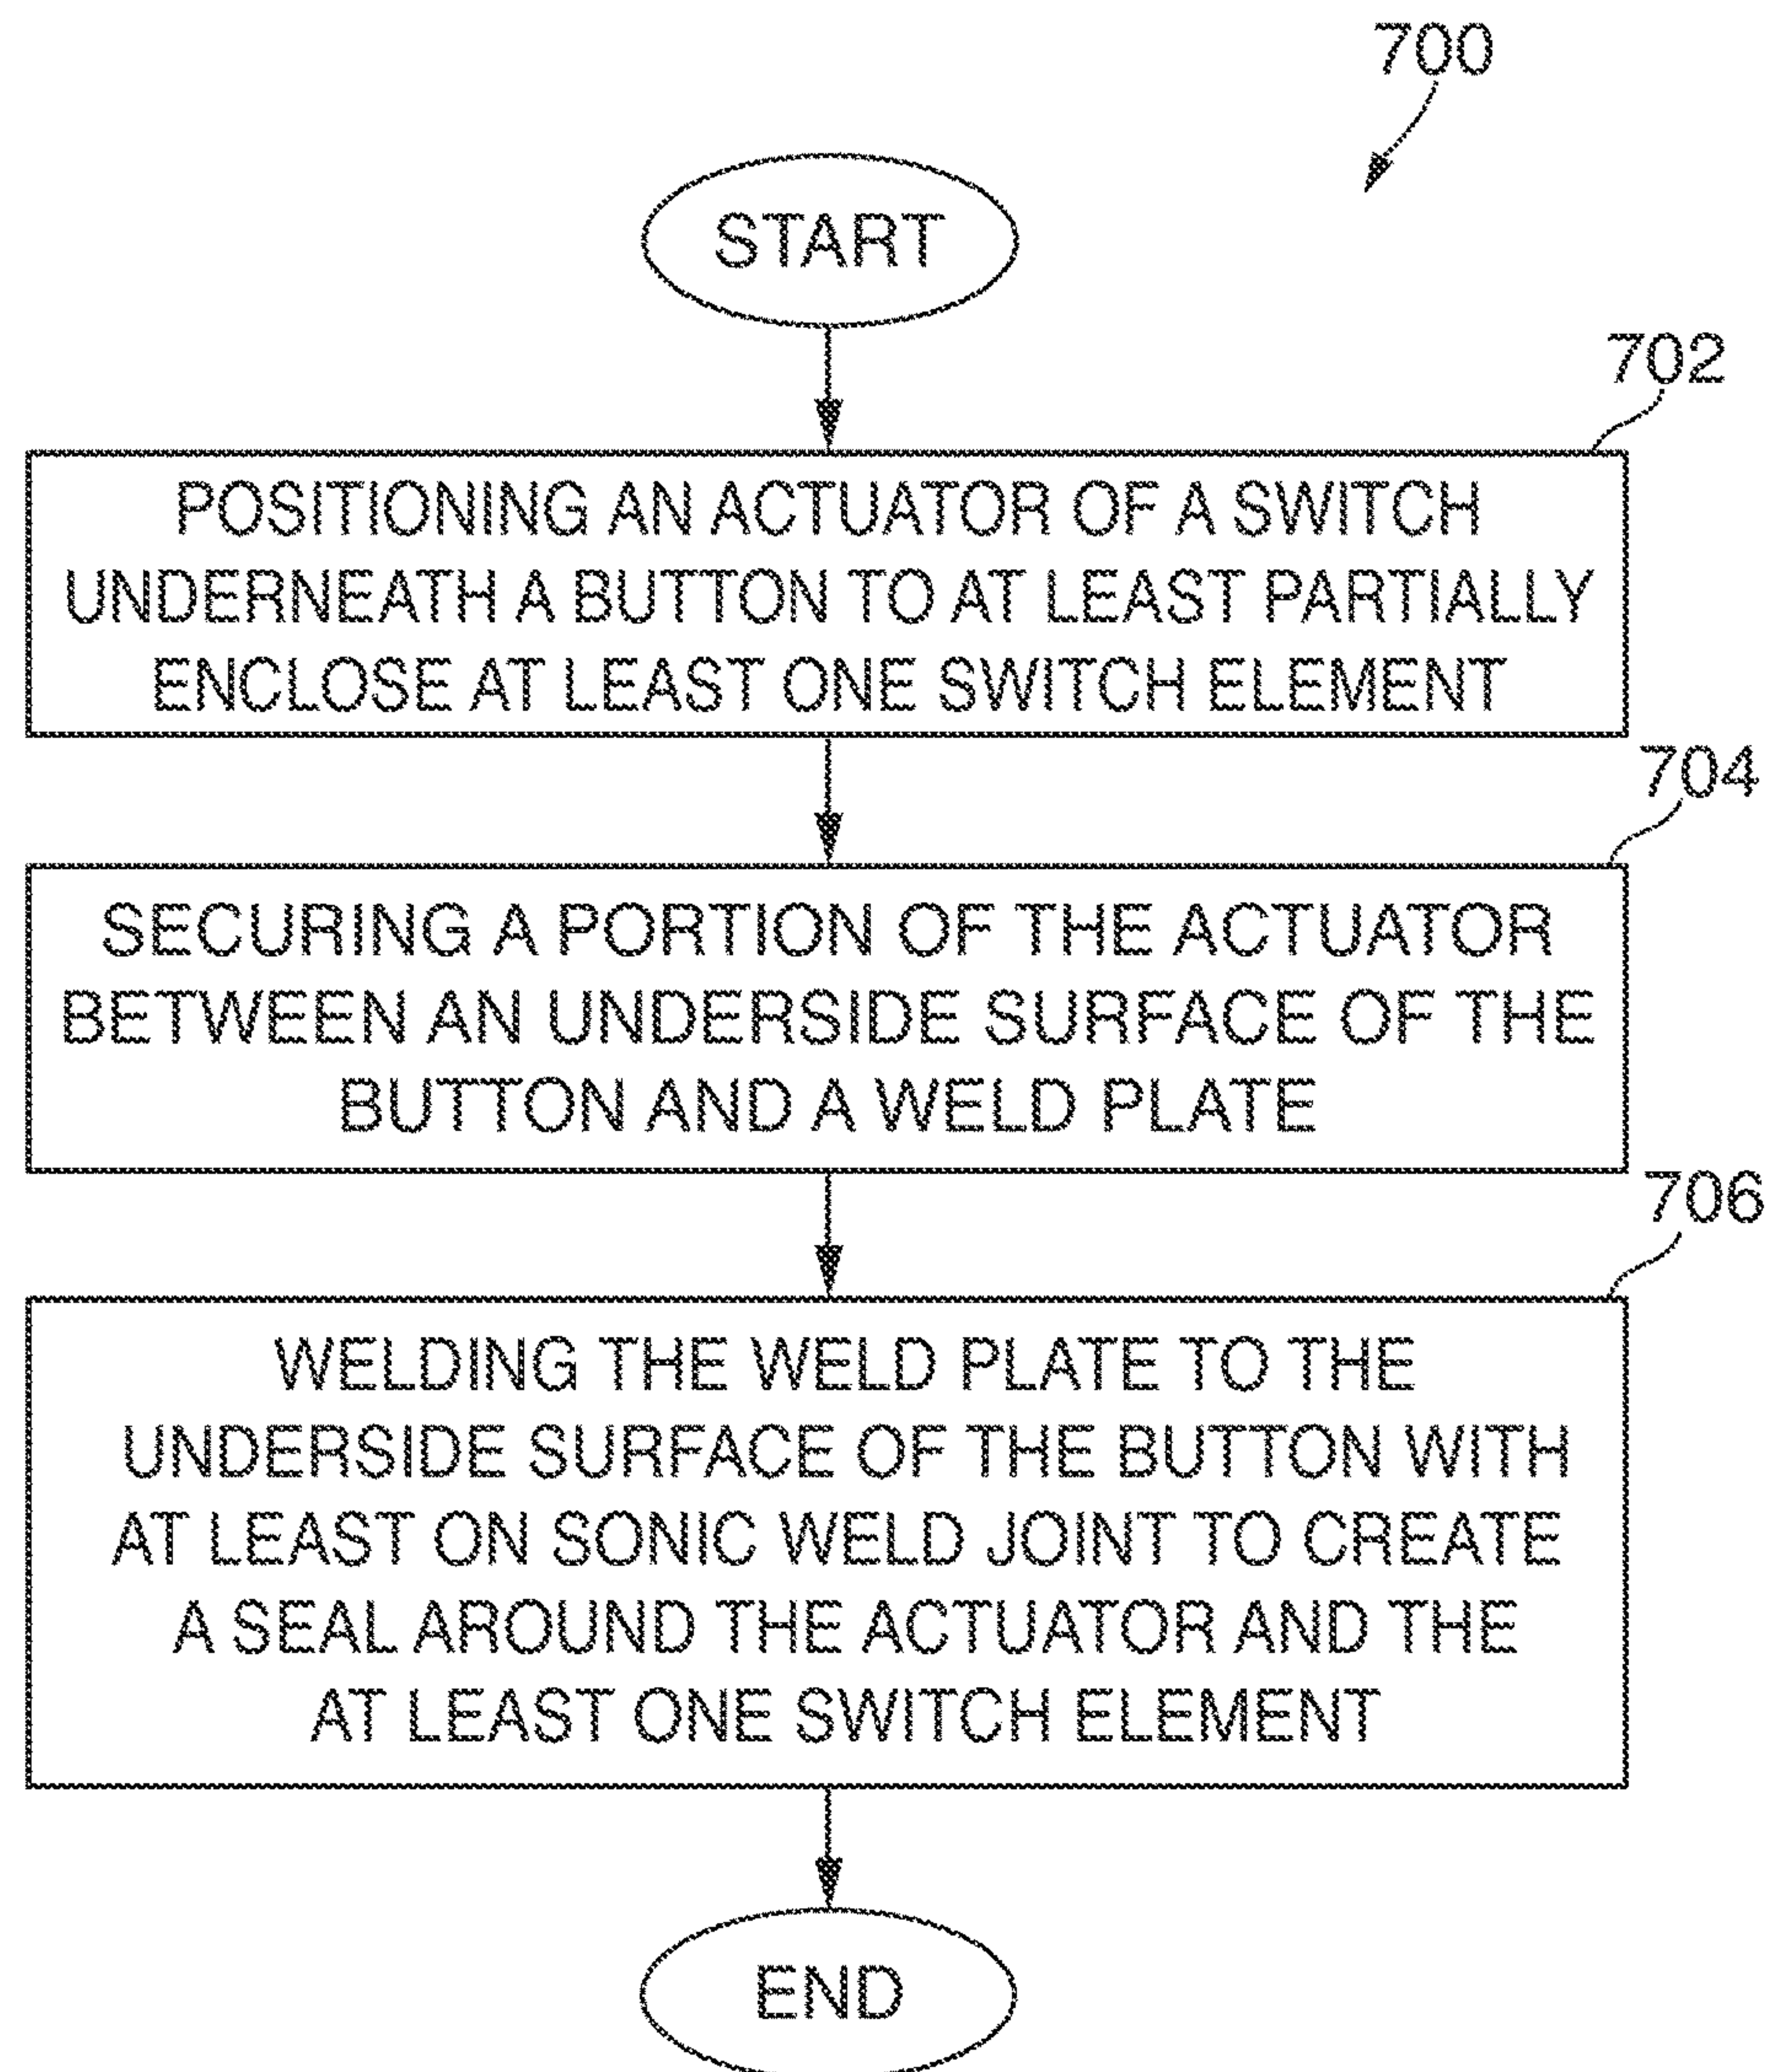 700
START
702
POSITIONING AN ACTUATOR OF A SWITCH
UNDERNEATH A BUTTON TO AT LEAST PARTIALLY
ENCLOSE AT LEAST ONE SWITCH ELEMENT
704
SECURING A PORTION OF THE ACTUATOR
BETWEEN AN UNDERSIDE SURFACE OF THE
BUTTON AND A WELD PLATE
706
WELDING THE WELD PLATE TO THE
UNDERSIDE SURFACE OF THE BUTTON WITH
AT LEAST ON SONIC WELD JOINT TO CREATE
A SEAL AROUND THE ACTUATOR AND THE
AT LEAST ONE SWITCH ELEMENT
END